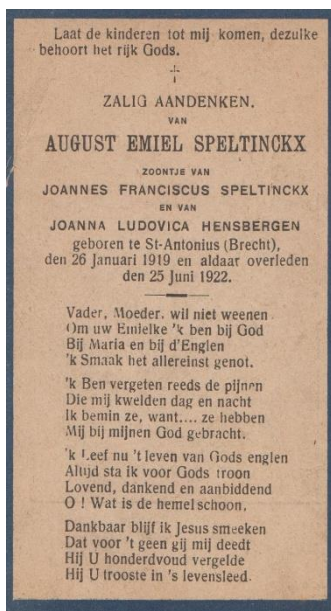 Laat de kinderen tot mij komen, dezulke
behoort het rijk Gods.
ZALIG AANDENKEN,
VAN
AUGUST EMIEL SPELTINCKX
ZOONTJE VAN
JOANNES FRANCISCUS SPELTINCKX
EN VAN
JOANNA LUDOVICA HENSBERGEN
geboren te St-Antonius (Brecht),
den 26 Januari 1919 en aldaar overleden
den 25 Juni 1922.
Vader, Moeder, wil niet weenen
Om uw Emielke 'k ben bij God
Bij Maria en bij d'Englen
'k Smaak het allereinst genot.
'k Ben vergeten reeds de pijnen
Die mij kwelden dag en nacht
Ik bemin ze, want.... ze hebben
Mij bij mijnen God gebracht.
'k Leef nu 't leven van Gods englen
Altijd sta ik voor Gods troon
Lovend, dankend en aanbiddend
O ! Wat is de hemel schoon.
Dankbaar blijf ik Jesus smeeken
Dat voor 't geen gij mij deedt
Hij U honderdvoud vergelde
Hij U trooste in 's levensleed.